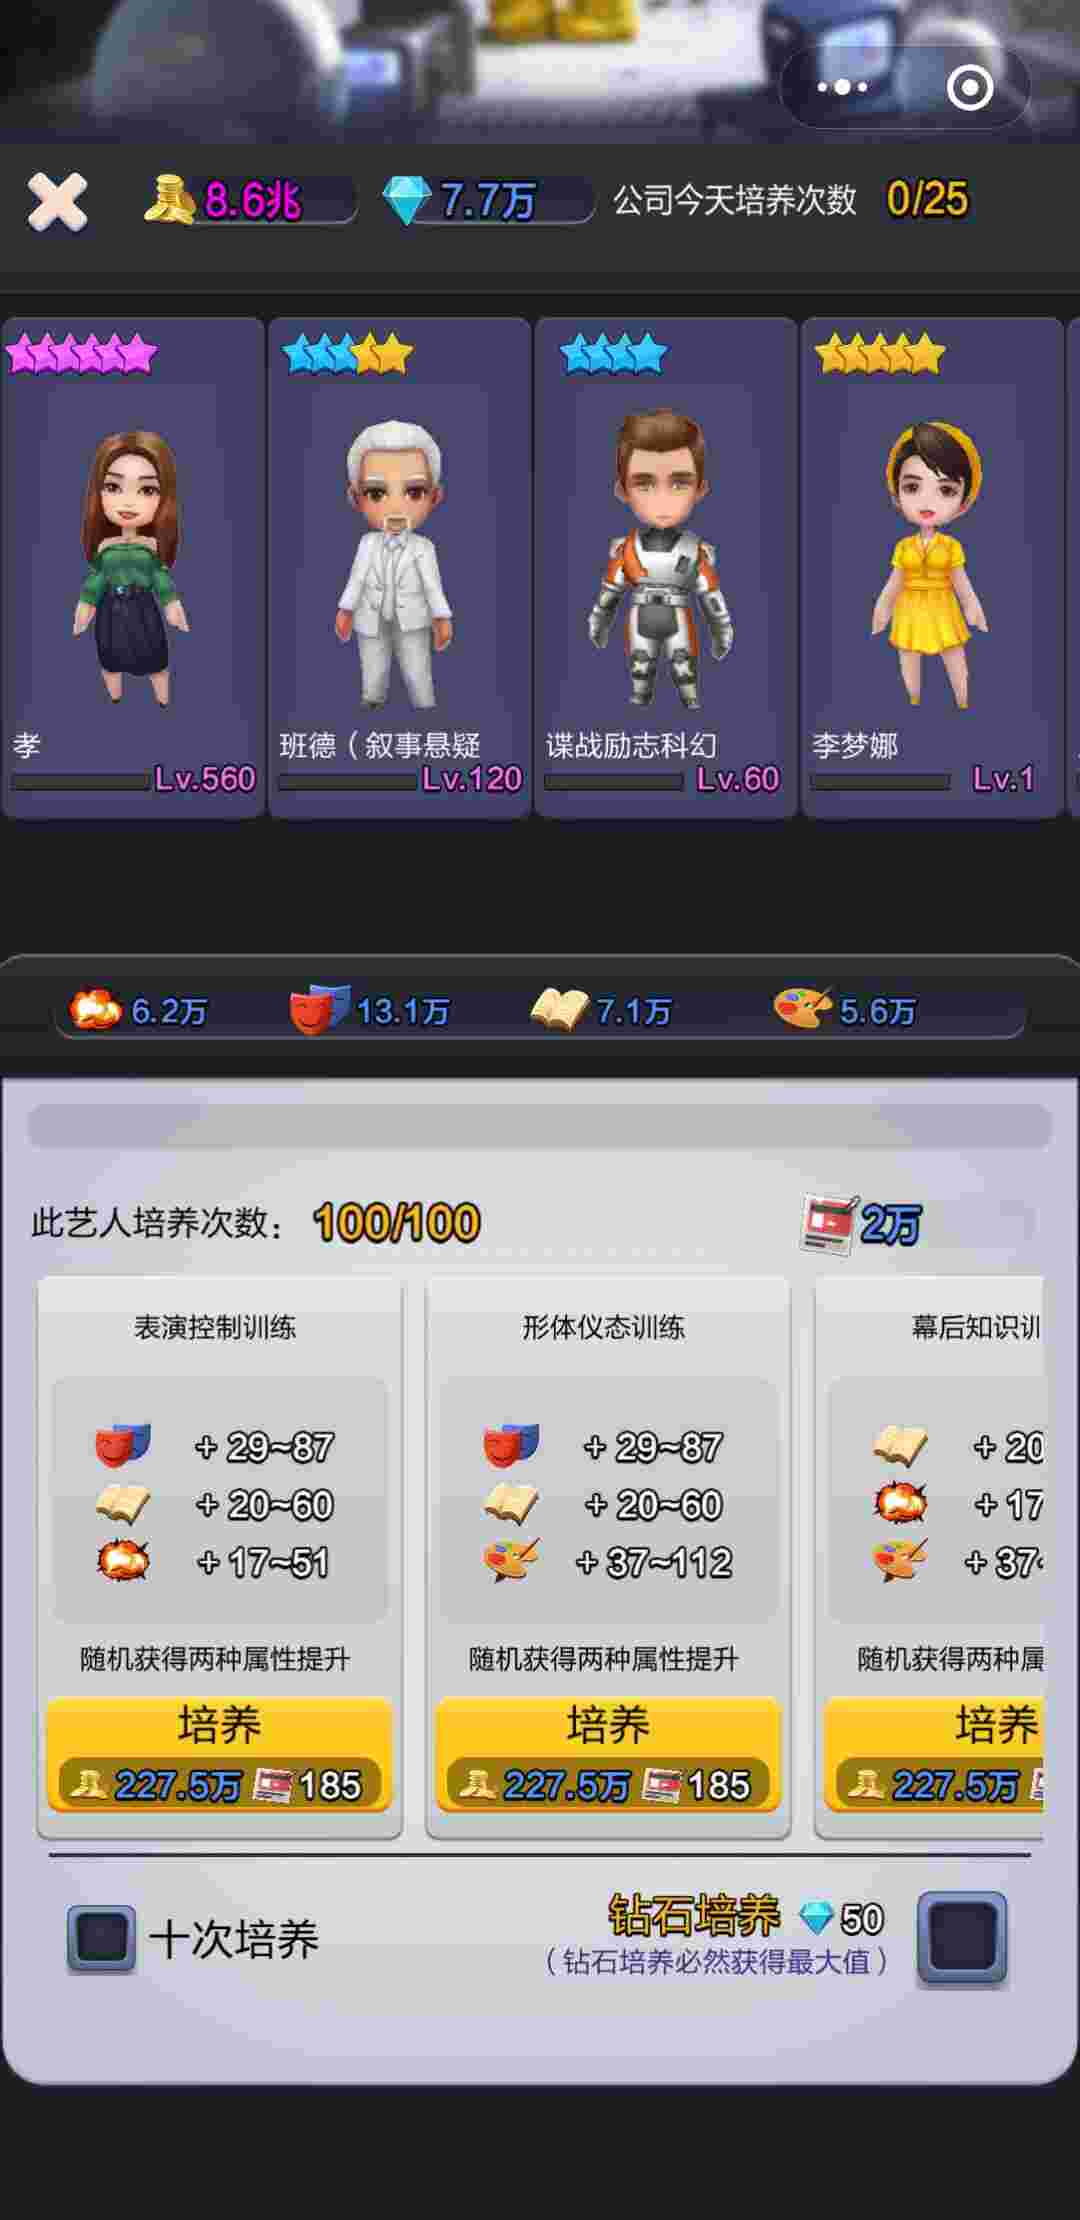 8.6兆 7.7万 公司今天培养次数 0/25
孝 Lv.560
班德（叙事悬疑 Lv.120
谍战励志科幻 Lv.60
李梦娜 Lv.1
6.2万 13.1万 7.1万 5.6万
此艺人培养次数： 100/100 2万
表演控制训练
+ 29~87
+ 20~60
+ 17~51
随机获得两种属性提升
培养
227.5万 185
形体仪态训练
+ 29~87
+ 20~60
+ 37~112
随机获得两种属性提升
培养
227.5万 185
幕后知识训
+ 20
+ 17
+ 37
随机获得两种属
培养
227.5万
十次培养
钻石培养 50
（钻石培养必然获得最大值）